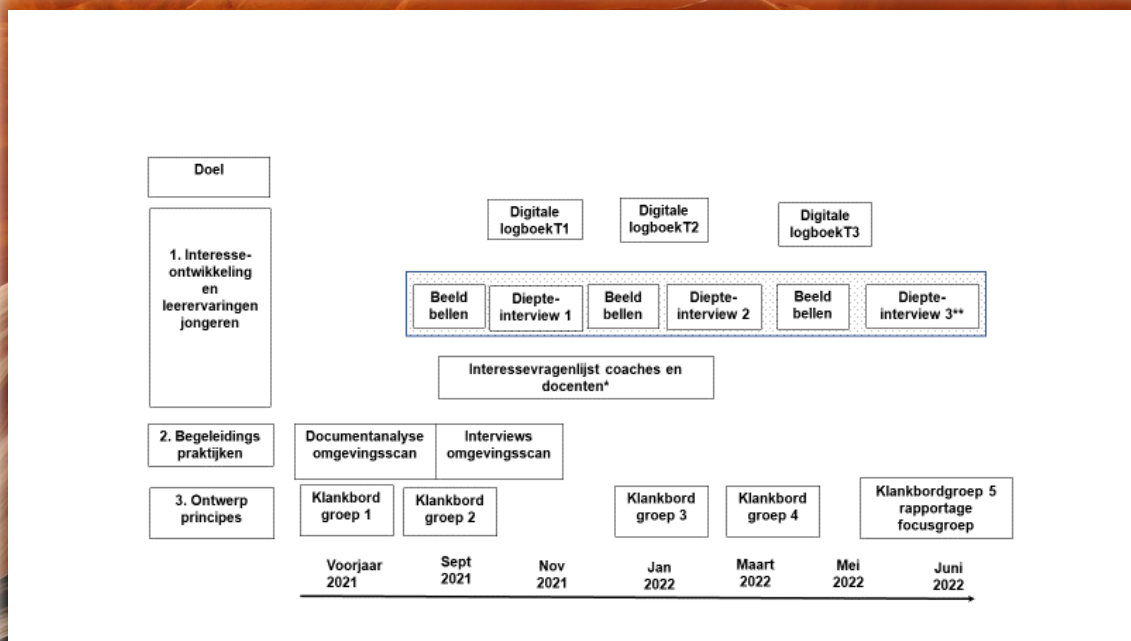 Doel
Digitale
logboekT1
Digitale
logboekT2
Digitale
logboekT3
1. Interesse-
ontwikkeling
en
leerervaringen
jongeren
Beeld
bellen
Diepte-
interview 1
Beeld
bellen
Diepte-
interview 2
Beeld
bellen
Diepte-
interview 3**
Interessevragenlijst coaches en
docenten*
2. Begeleidings
praktijken
Documentanalyse
omgevingsscan
Interviews
omgevingsscan
3. Ontwerp
principes
Klankbord
groep 1
Klankbord
groep 2
Klankbord
groep 3
Klankbord
groep 4
Klankbordgroep 5
rapportage
focusgroep
Voorjaar
2021
Sept
2021
Nov
2021
Jan
2022
Maart
2022
Mei
2022
Juni
2022